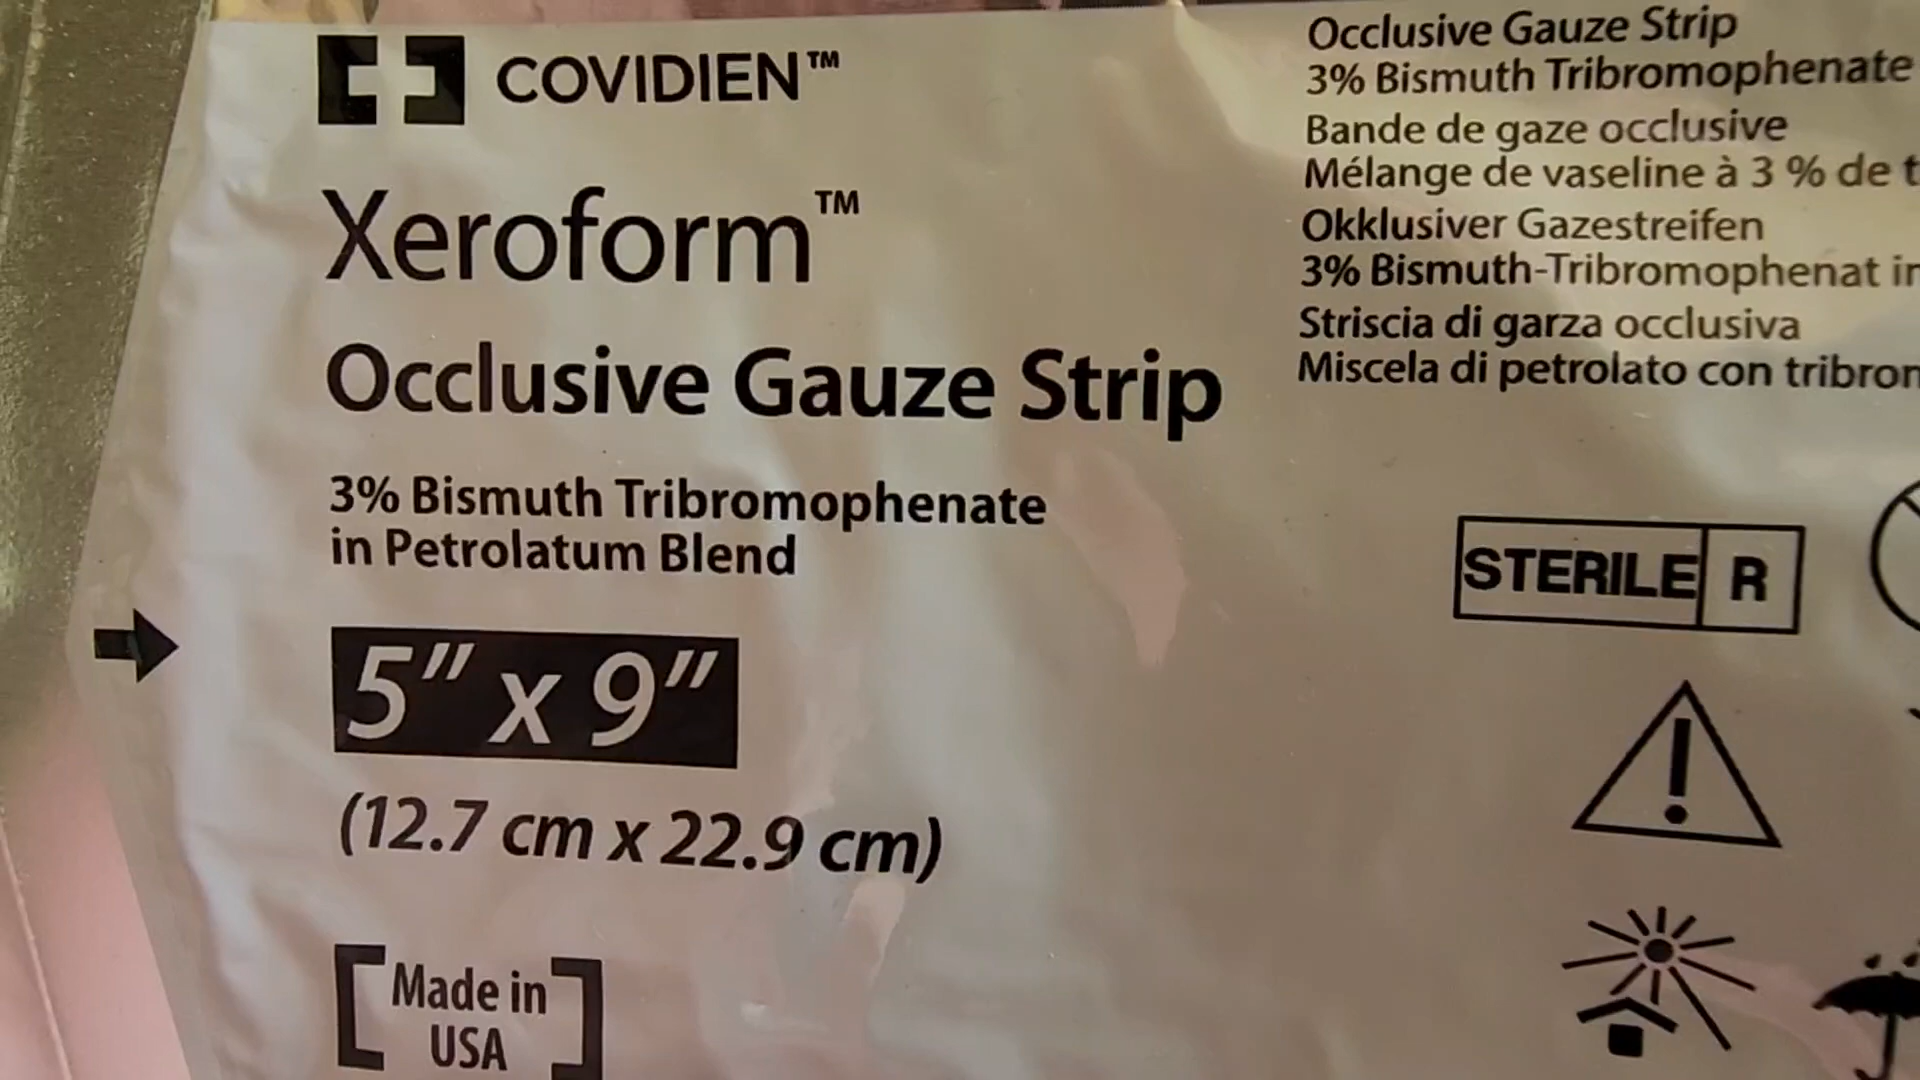 COVIDIEN™
Xeroform™
Occlusive Gauze Strip
3% Bismuth Tribromophenate
in Petrolatum Blend
5" x 9"
(12.7 cm x 22.9 cm)
Made in
USA
Occlusive Gauze Strip
3% Bismuth Tribromophenate
Bande de gaze occlusive
Mélange de vaseline à 3 % de
Okklusiver Gazestreifen
3% Bismuth-Tribromophenat
Striscia di garza occlusiva
Miscela di petrolato con
STERILE R